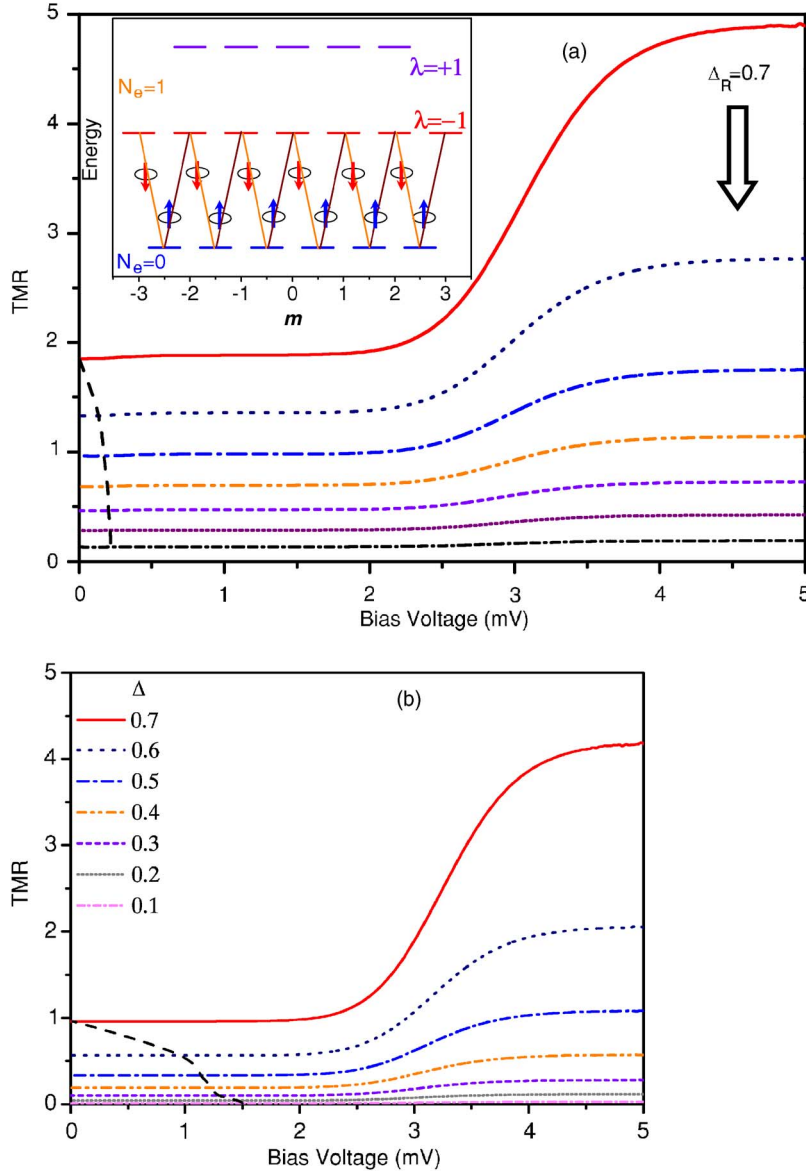 5
4
3
2
1
0
TMR
(a)
Δ_R=0.7
λ=+1
N_e=1
λ=−1
N_e=0
Energy
-3 -2 -1 0 1 2 3
m
0 1 2 3 4 5
Bias Voltage (mV)
5
4
3
2
1
0
TMR
(b)
Δ
0.7
0.6
0.5
0.4
0.3
0.2
0.1
0 1 2 3 4 5
Bias Voltage (mV)